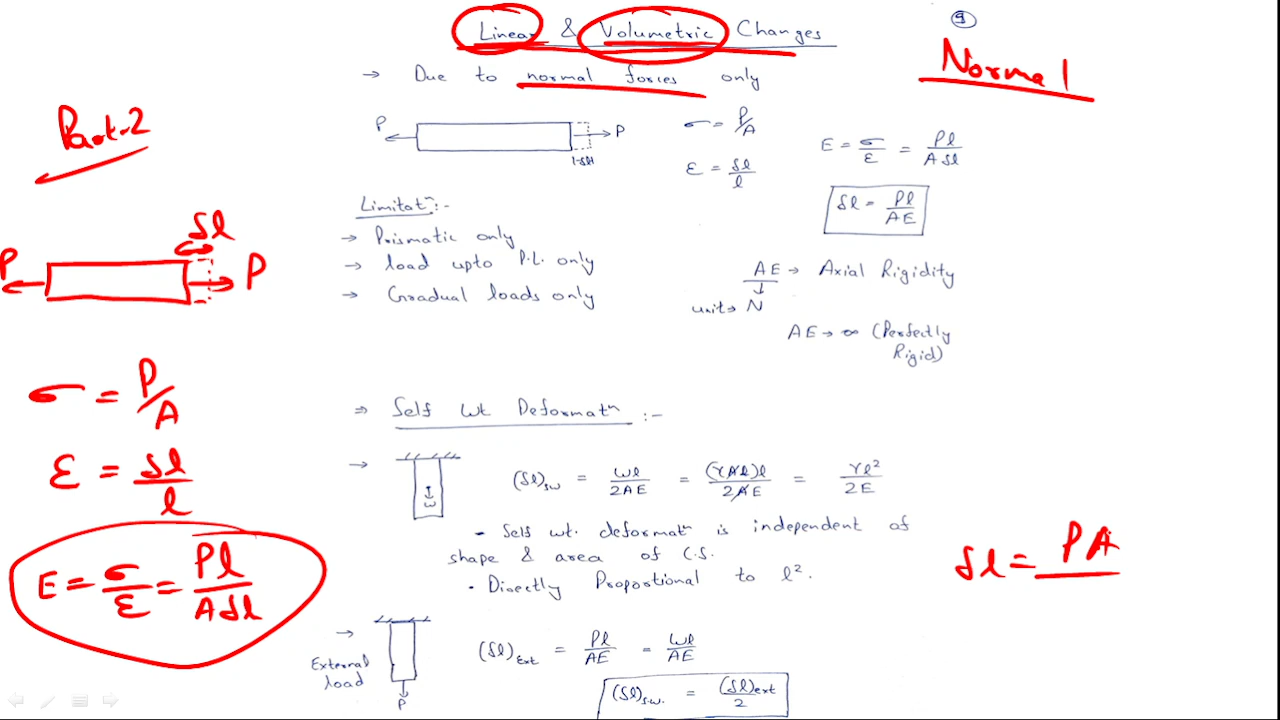 Linear & Volumetric Changes
9
Normal
→ Due to normal forces only
Part-2
P P
σ = P/A
ε = δl/l
E = σ/ε = Pl/Aδl
δl = Pl/AE
Limitatⁿ:-
→ Prismatic only
→ load upto P.L. only
→ Gradual loads only
AE → Axial Rigidity
unit → N
AE → ∞ (Perfectly
Rigid)
δl
P P
σ = P/A
ε = δl/l
E = σ/ε = Pl/Aδl
⇒ Self Wt Deformatⁿ :-
→ w
(δl)sw = wl/2AE = (γAl)l/2AE = γl²/2E
- Self wt. deformatⁿ is independent of
shape & area of C.S.
• Directly Proportional to l².
δl = PA
→ External
load
P
(δl)Ext = Pl/AE = wl/AE
(δl)s.w. = (δl)ext/2